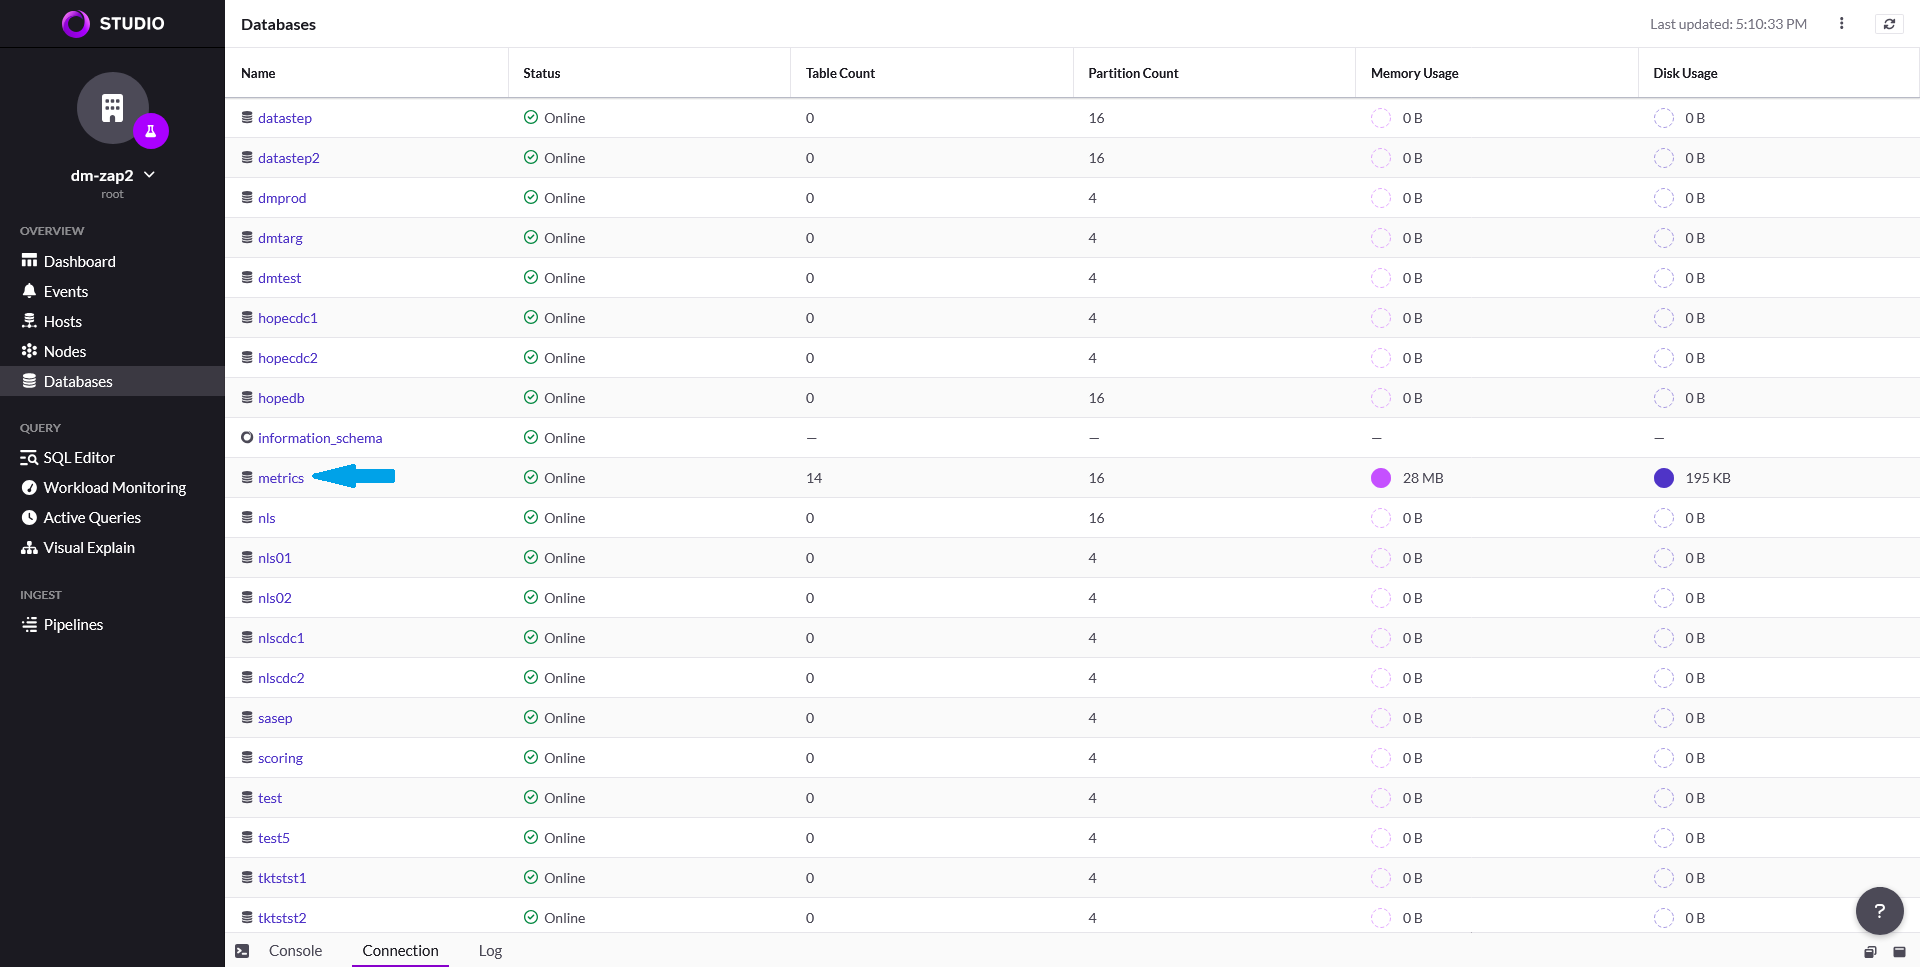 STUDIO
dm-zap2
root
OVERVIEW
Dashboard
Events
Hosts
Nodes
Databases
QUERY
SQL Editor
Workload Monitoring
Active Queries
Visual Explain
INGEST
Pipelines
Databases
Last updated: 5:10:33 PM
Name Status Table Count Partition Count Memory Usage Disk Usage
datastep Online 0 16 0 B 0 B
datastep2 Online 0 16 0 B 0 B
dmprod Online 0 4 0 B 0 B
dmtarg Online 0 4 0 B 0 B
dmtest Online 0 4 0 B 0 B
hopecdc1 Online 0 4 0 B 0 B
hopecdc2 Online 0 4 0 B 0 B
hopedb Online 0 16 0 B 0 B
information_schema Online — — — —
metrics Online 14 16 28 MB 195 KB
nls Online 0 16 0 B 0 B
nls01 Online 0 4 0 B 0 B
nls02 Online 0 4 0 B 0 B
nlscdc1 Online 0 4 0 B 0 B
nlscdc2 Online 0 4 0 B 0 B
sasep Online 0 4 0 B 0 B
scoring Online 0 4 0 B 0 B
test Online 0 4 0 B 0 B
test5 Online 0 4 0 B 0 B
tktstst1 Online 0 4 0 B 0 B
tktstst2 Online 0 4 0 B 0 B
?
Console Connection Log